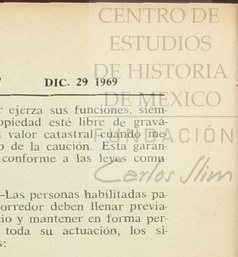 CENTRO DE
ESTUDIOS
DE HISTORIA
DE MEXICO
FUNDACIÓN
Carlos Slim
DIC. 29 1969
ejerza sus funciones, siem-
opiedad esté libre de gravá-
valor catastral cuando me-
o de la caución. Esta garan-
conforme a las leyes comu
—Las personas habilitadas pa-
orredor deben llenar previa-
cio y mantener en forma per-
toda su actuación, los si-
s: